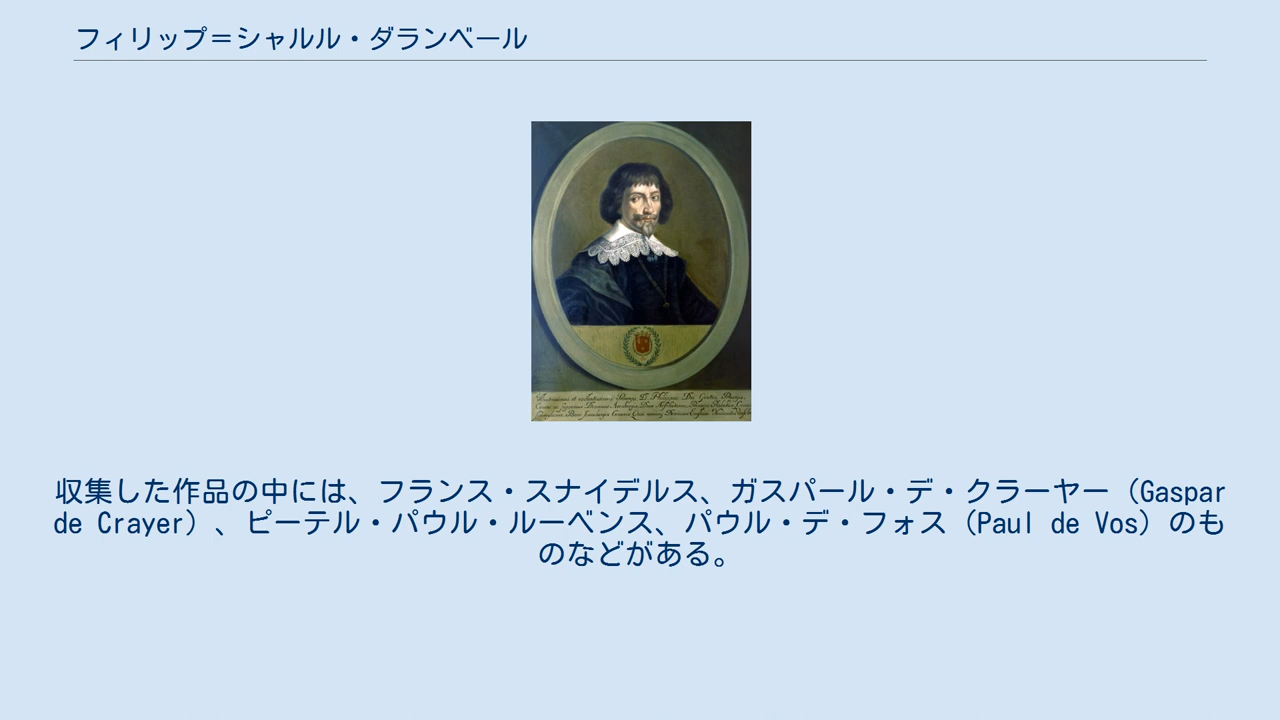 フィリップ＝シャルル・ダランベール
収集した作品の中には、フランス・スナイデルス、ガスパール・デ・クラーヤー（Gaspar
de Crayer）、ピーテル・パウル・ルーベンス、パウル・デ・フォス（Paul de Vos）のも
のなどがある。